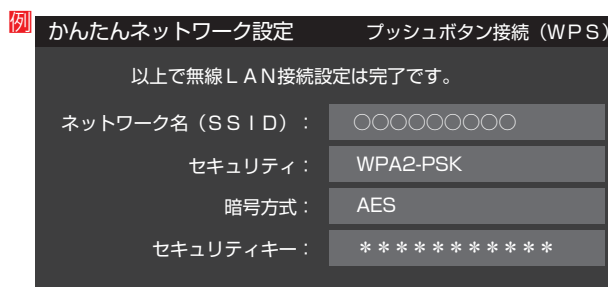 例
かんたんネットワーク設定 プッシュボタン接続（WPS）
以上で無線ＬＡＮ接続設定は完了です。
ネットワーク名（ＳＳＩＤ）： ○○○○○○○○○
セキュリティ： WPA2-PSK
暗号方式： AES
セキュリティキー： ＊＊＊＊＊＊＊＊＊＊＊